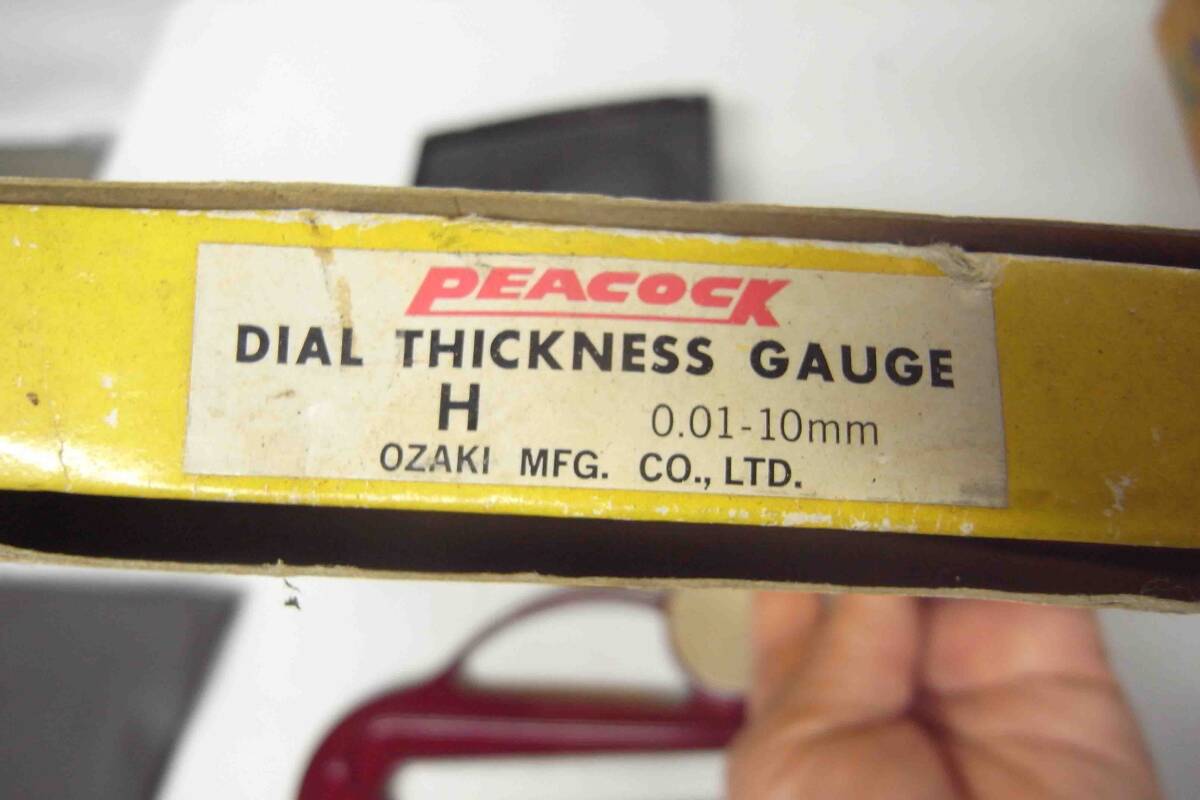 PEACOCK
DIAL THICKNESS GAUGE
H 0.01-10mm
OZAKI MFG. CO., LTD.